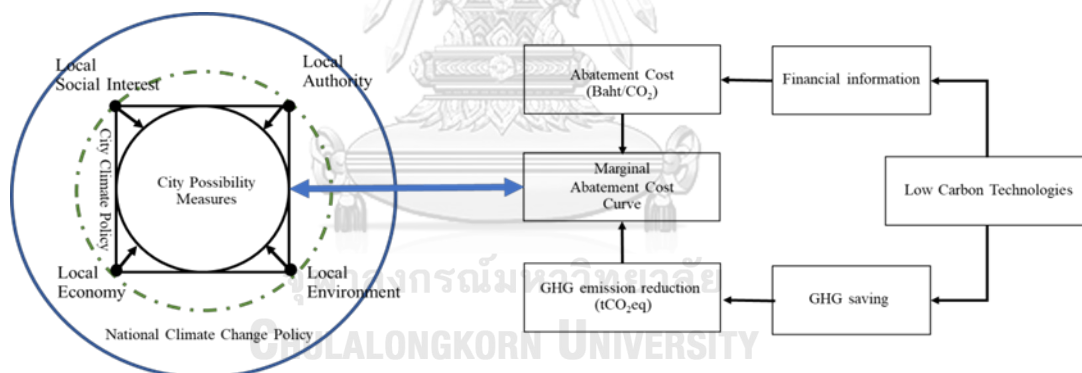 Local
Social Interest
Local
Authority
City Climate Policy
City Possibility
Measures
Local
Economy
Local
Environment
National Climate Change Policy
Abatement Cost
(Baht/CO₂)
Financial information
Marginal
Abatement Cost
Curve
Low Carbon Technologies
GHG emission reduction
(tCO₂eq)
GHG saving
จุฬาลงกรณ์มหาวิทยาลัย
CHULALONGKORN UNIVERSITY